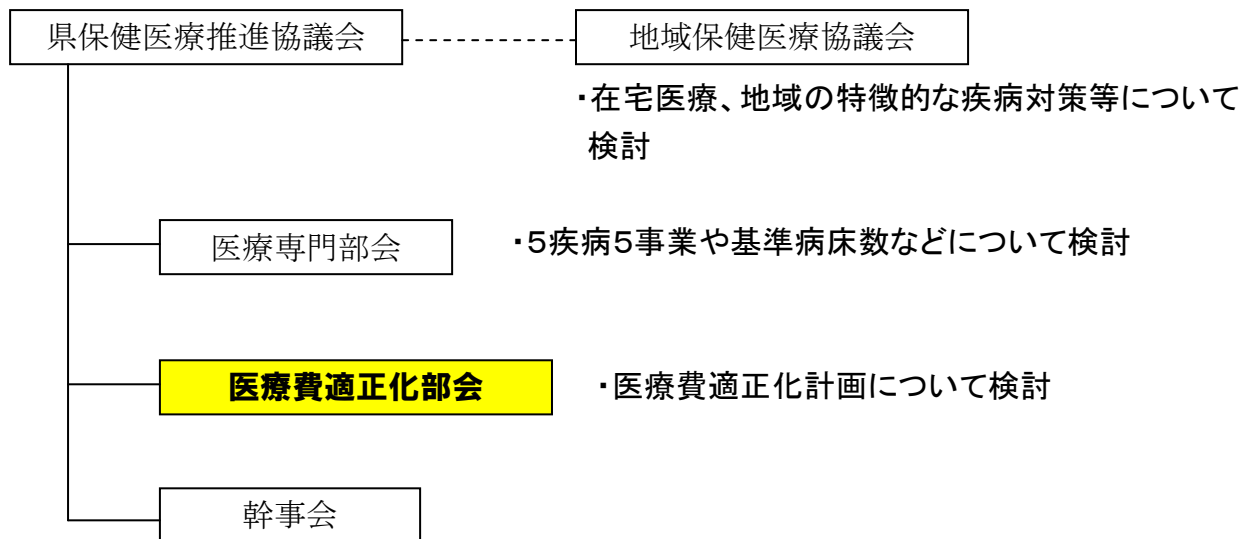 県保健医療推進協議会
地域保健医療協議会
・在宅医療、地域の特徴的な疾病対策等について
検討
医療専門部会
・5疾病5事業や基準病床数などについて検討
医療費適正化部会
・医療費適正化計画について検討
幹事会